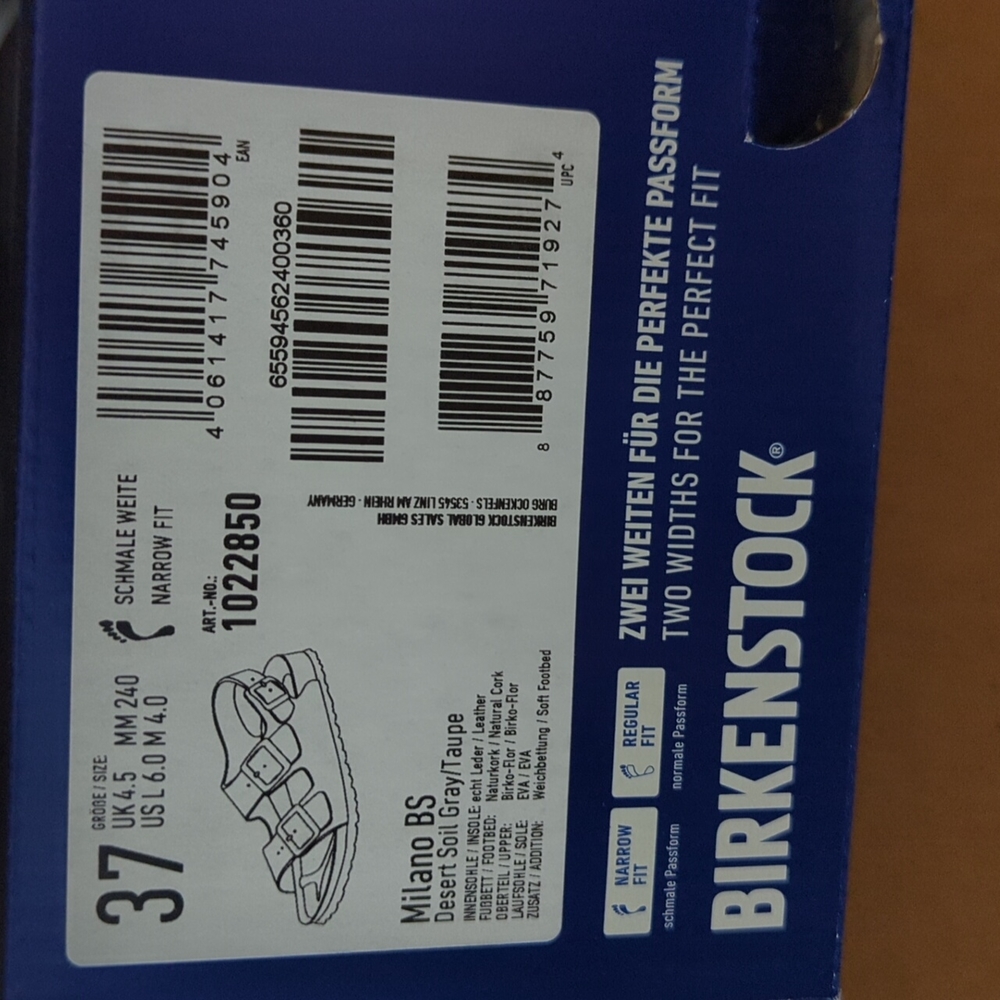 37
GRÖßE / SIZE
UK 4.5 MM 240
US L 6.0 M 4.0
SCHMALE WEITE
NARROW FIT
ART.-NO.:
1022850
4 061417 745904
EAN
6559456240036​0
8 87759 71927 4
UPC
BIRKENSTOCK GLOBAL SALES GMBH
BURG OCKENFELS · 53545 LINZ AM RHEIN · GERMANY
Milano BS
Desert Soil Gray/Taupe
INNENSOHLE / INSOLE: echt Leder / Leather
FUßBETT / FOOTBED: Naturkork / Natural Cork
OBERTEIL / UPPER: Birko-Flor / Birko-Flor
LAUFSOHLE / SOLE: EVA / EVA
ZUSATZ / ADDITION: Weichbettung / Soft Footbed
NARROW
FIT
schmale Passform
REGULAR
FIT
normale Passform
ZWEI WEITEN FÜR DIE PERFEKTE PASSFORM
TWO WIDTHS FOR THE PERFECT FIT
BIRKENSTOCK®